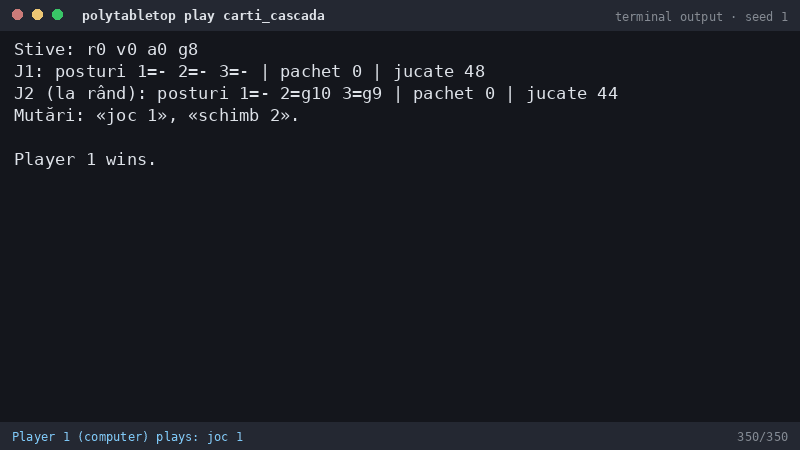 polytabletop play carti_cascada
terminal output · seed 1
Stive: r0 v0 a0 g8
J1: posturi 1=- 2=- 3=- | pachet 0 | jucate 48
J2 (la rând): posturi 1=- 2=g10 3=g9 | pachet 0 | jucate 44
Mutări: «joc 1», «schimb 2».
Player 1 wins.
Player 1 (computer) plays: joc 1
350/350